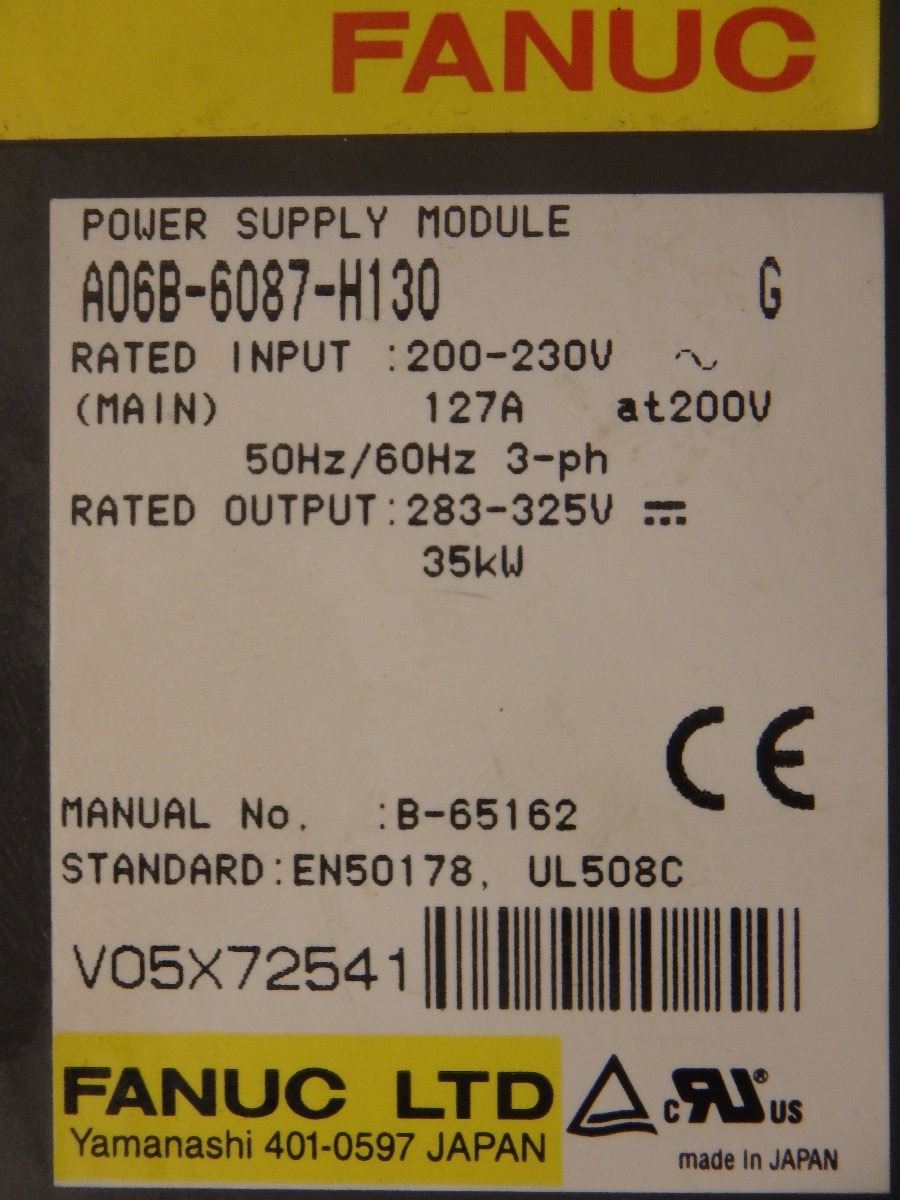 FANUC
POWER SUPPLY MODULE
A06B-6087-H130 G
RATED INPUT :200-230V ~
(MAIN) 127A at200V
50Hz/60Hz 3-ph
RATED OUTPUT:283-325V ⎓
35kW
CE
MANUAL No. :B-65162
STANDARD:EN50178, UL508C
V05X72541
FANUC LTD
Yamanashi 401-0597 JAPAN
c RU ® US
made in JAPAN